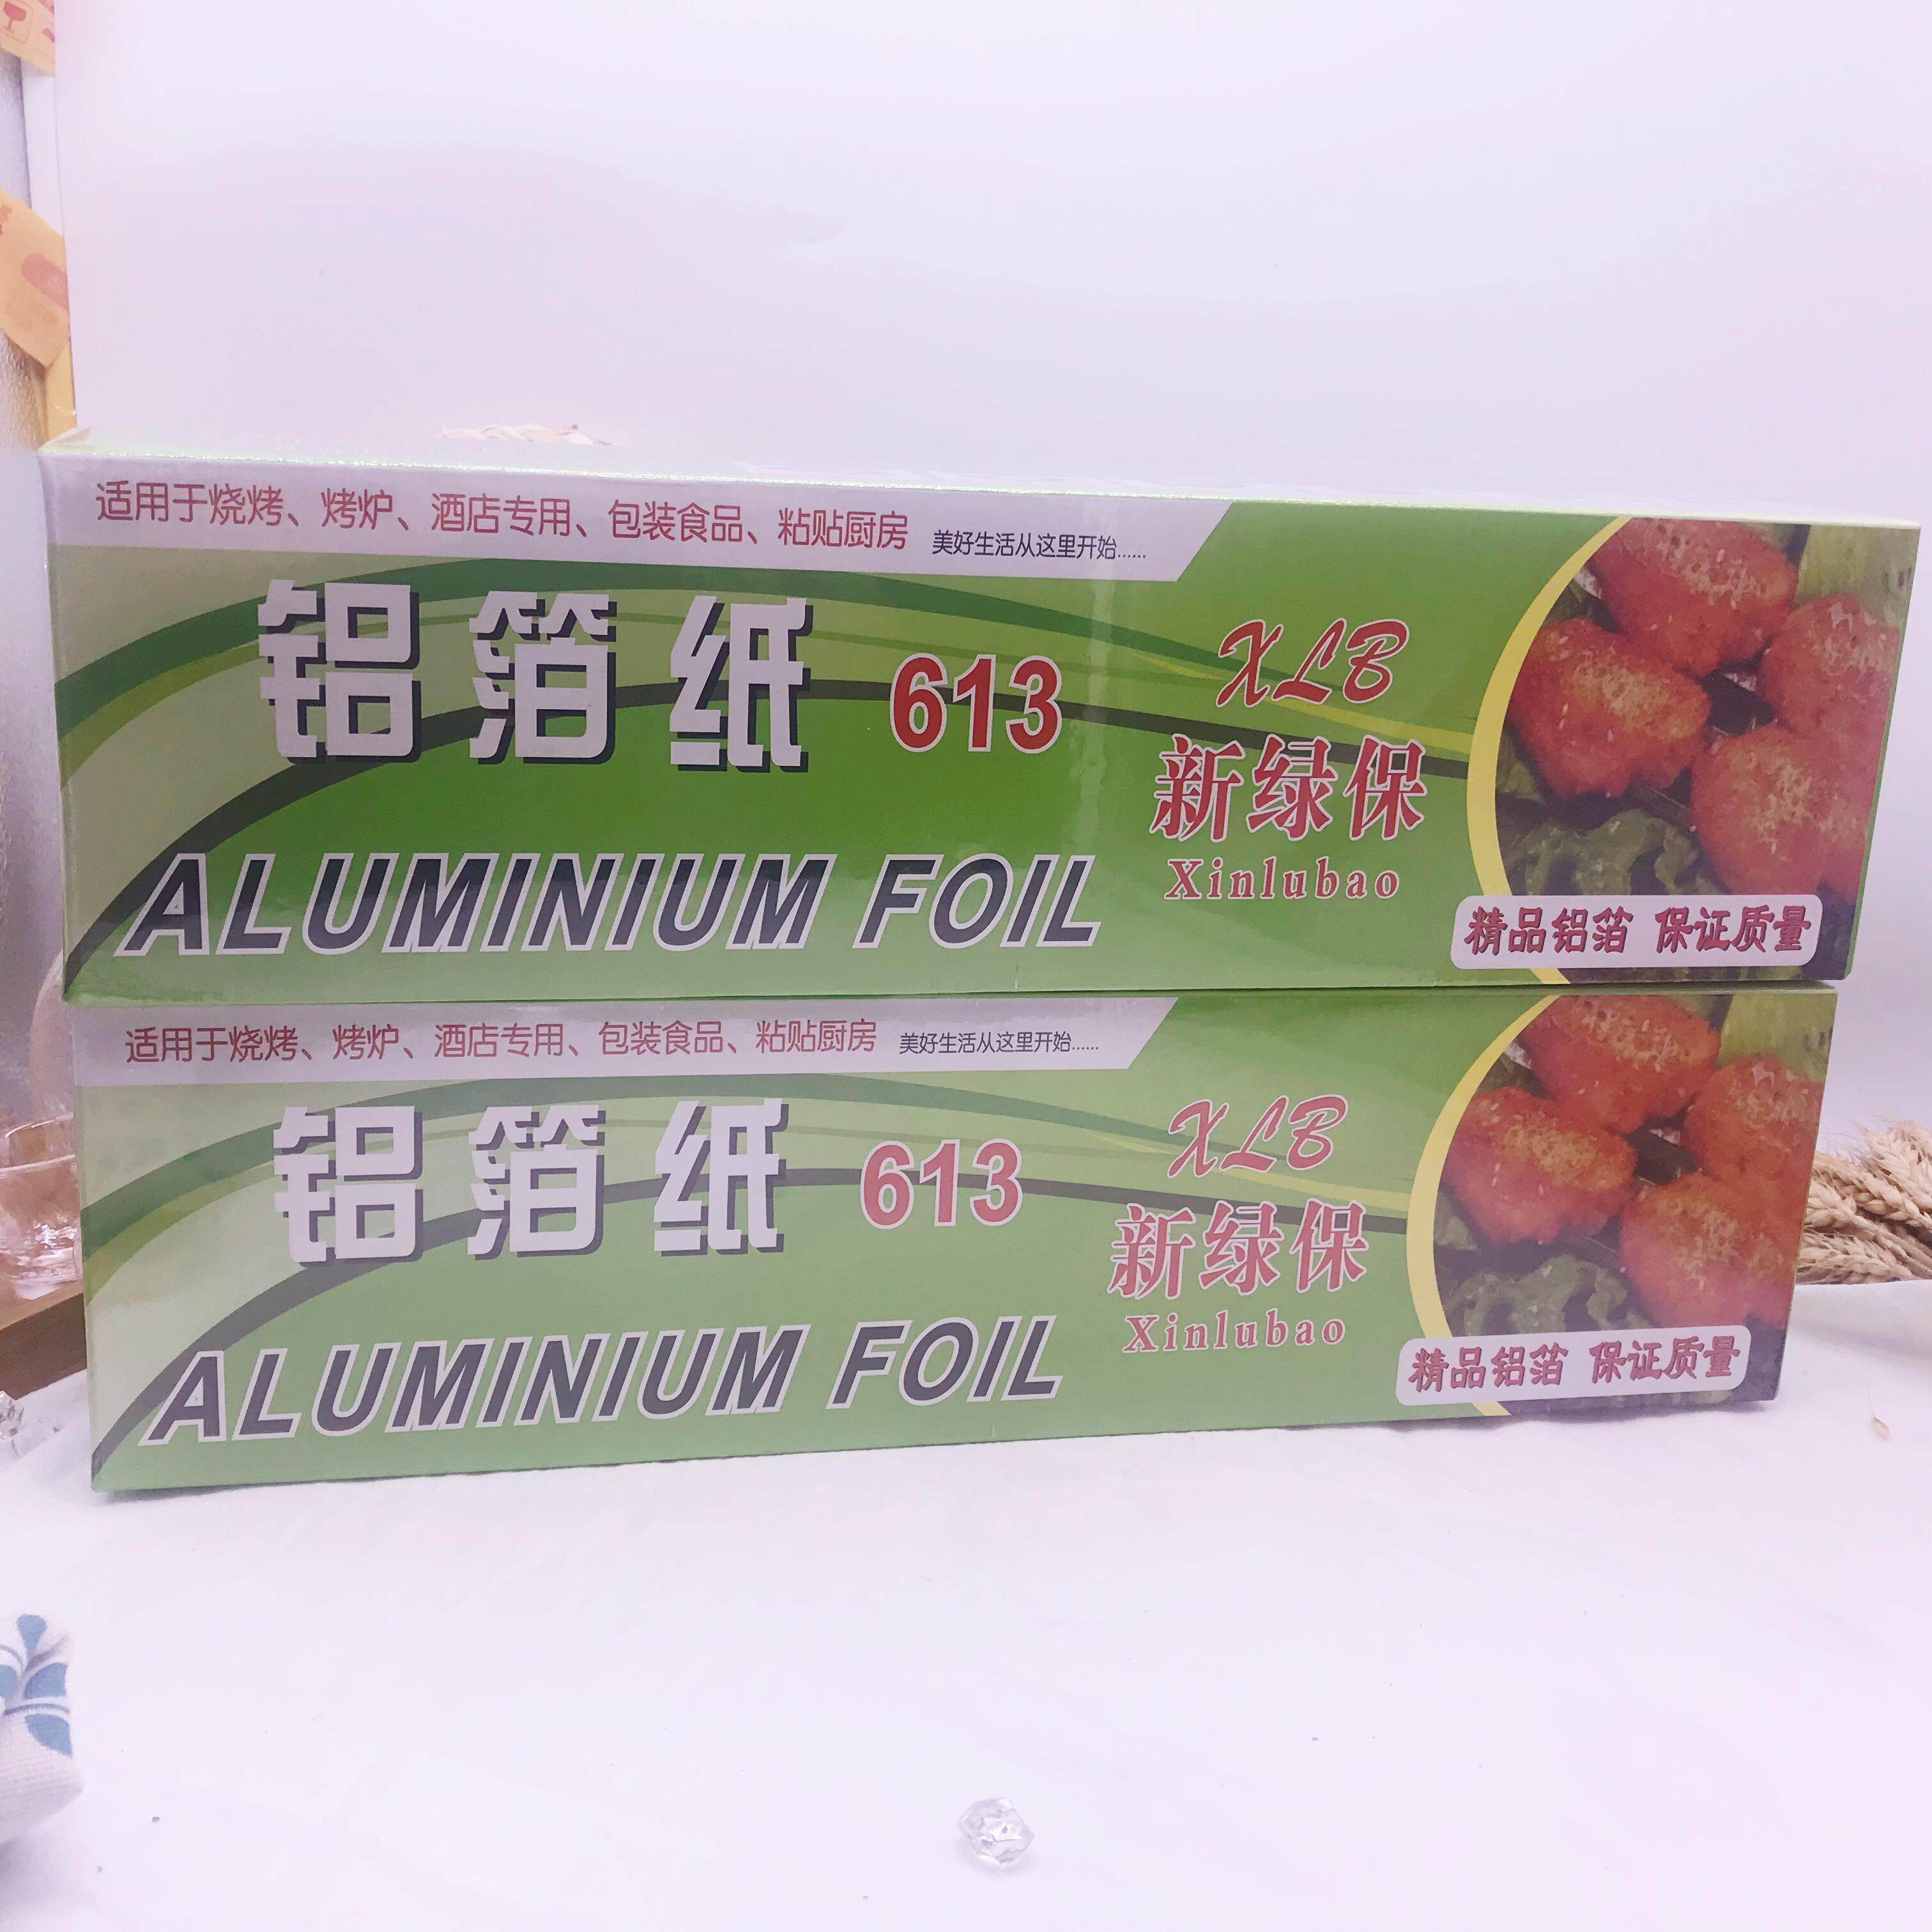 适用于烧烤、烤炉、酒店专用、包装食品、粘贴厨房 美好生活从这里开始......
铝箔纸 613
XLB
新绿保
Xinlubao
ALUMINIUM FOIL
精品铝箔 保证质量
适用于烧烤、烤炉、酒店专用、包装食品、粘贴厨房 美好生活从这里开始......
铝箔纸 613
XLB
新绿保
Xinlubao
ALUMINIUM FOIL
精品铝箔 保证质量